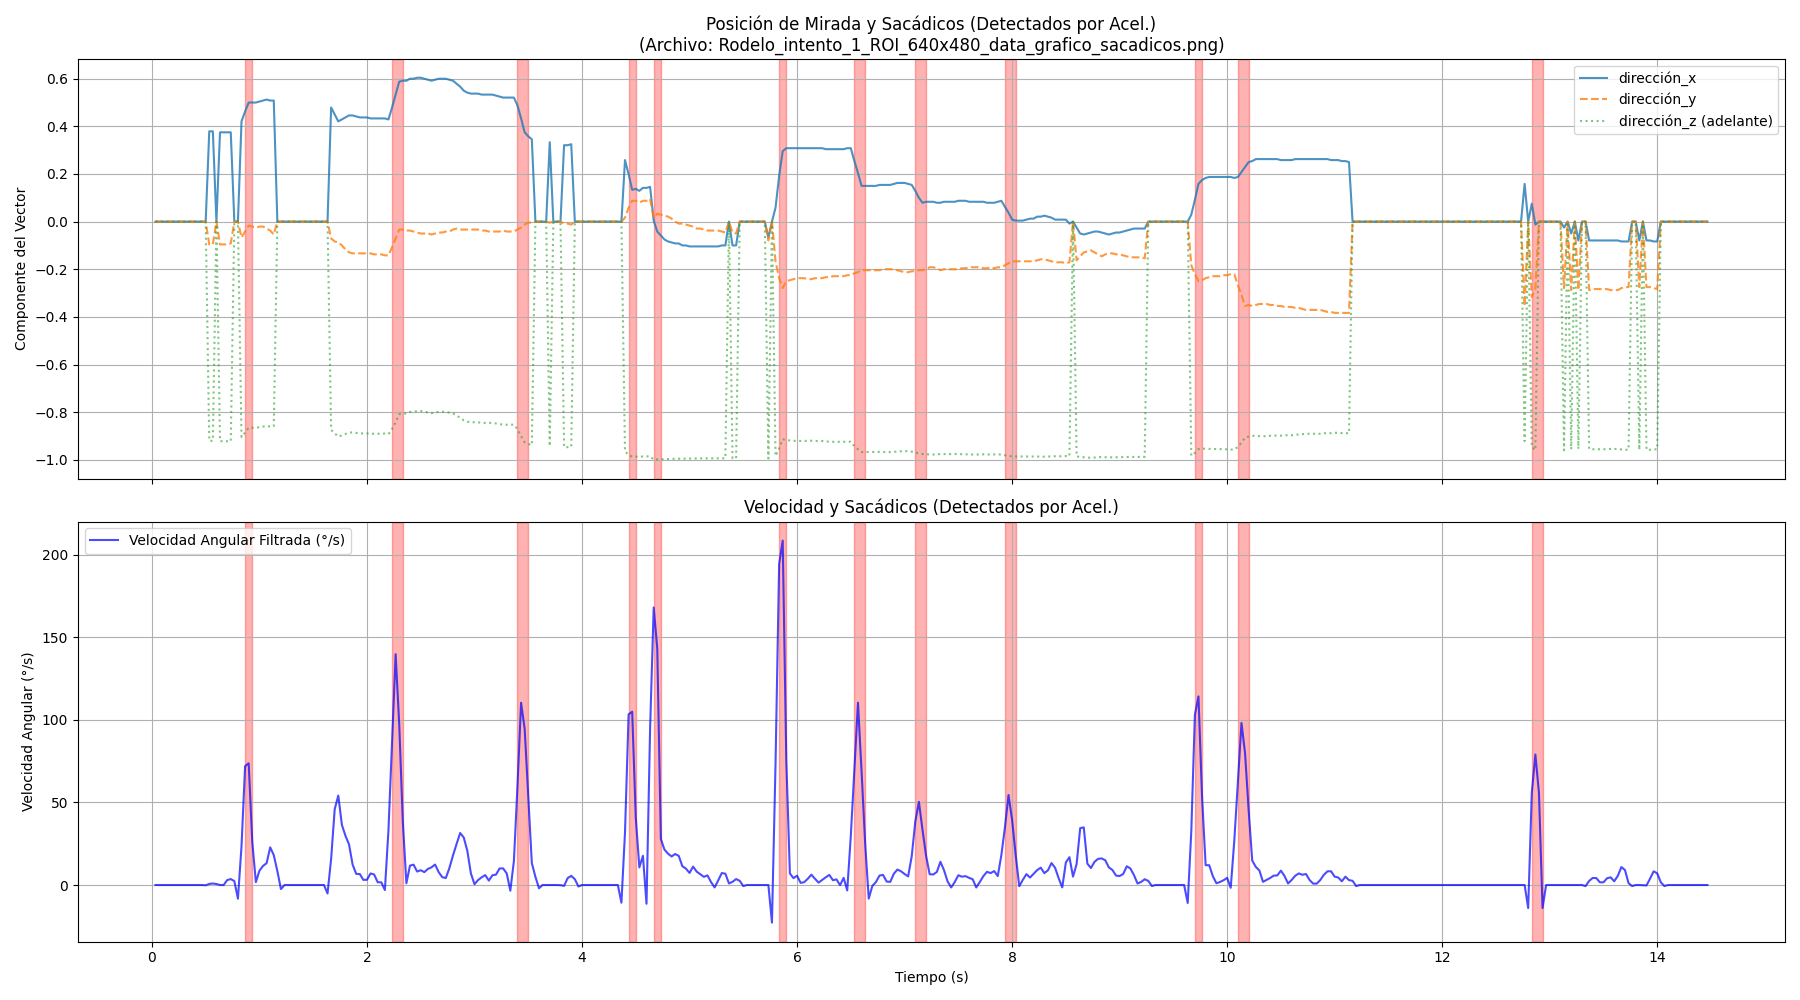 Posición de Mirada y Sacádicos (Detectados por Acel.)
(Archivo: Rodelo_intento_1_ROI_640x480_data_grafico_sacadicos.png)
Componente del Vector
0.6
0.4
0.2
0.0
−0.2
−0.4
−0.6
−0.8
−1.0
dirección_x
dirección_y
dirección_z (adelante)
Velocidad y Sacádicos (Detectados por Acel.)
Velocidad Angular (°/s)
200
150
100
50
0
Velocidad Angular Filtrada (°/s)
0 2 4 6 8 10 12 14
Tiempo (s)